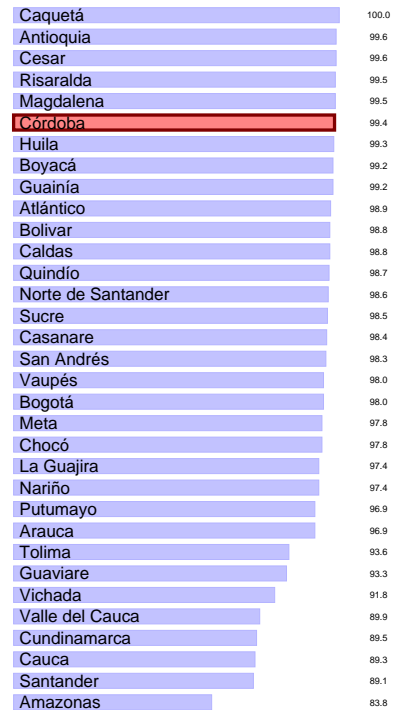 Caquetá 100.0
Antioquia 99.6
Cesar 99.6
Risaralda 99.5
Magdalena 99.5
Córdoba 99.4
Huila 99.3
Boyacá 99.2
Guainía 99.2
Atlántico 98.9
Bolivar 98.8
Caldas 98.8
Quindío 98.7
Norte de Santander 98.6
Sucre 98.5
Casanare 98.4
San Andrés 98.3
Vaupés 98.0
Bogotá 98.0
Meta 97.8
Chocó 97.8
La Guajira 97.4
Nariño 97.4
Putumayo 96.9
Arauca 96.9
Tolima 93.6
Guaviare 93.3
Vichada 91.8
Valle del Cauca 89.9
Cundinamarca 89.5
Cauca 89.3
Santander 89.1
Amazonas 83.8